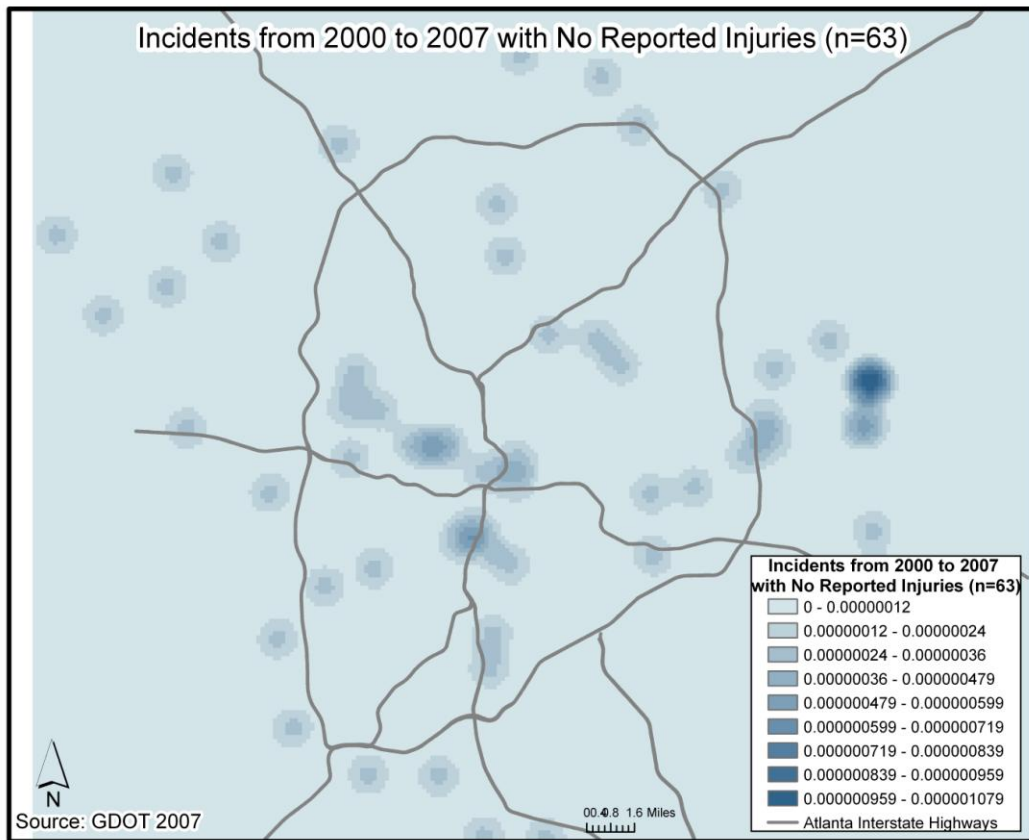 Incidents from 2000 to 2007 with No Reported Injuries (n=63)
Incidents from 2000 to 2007
with No Reported Injuries (n=63)
0 - 0.00000012
0.00000012 - 0.00000024
0.00000024 - 0.00000036
0.00000036 - 0.000000479
0.000000479 - 0.000000599
0.000000599 - 0.000000719
0.000000719 - 0.000000839
0.000000839 - 0.000000959
0.000000959 - 0.000001079
Atlanta Interstate Highways
N
Source: GDOT 2007
0.8 1.6 Miles